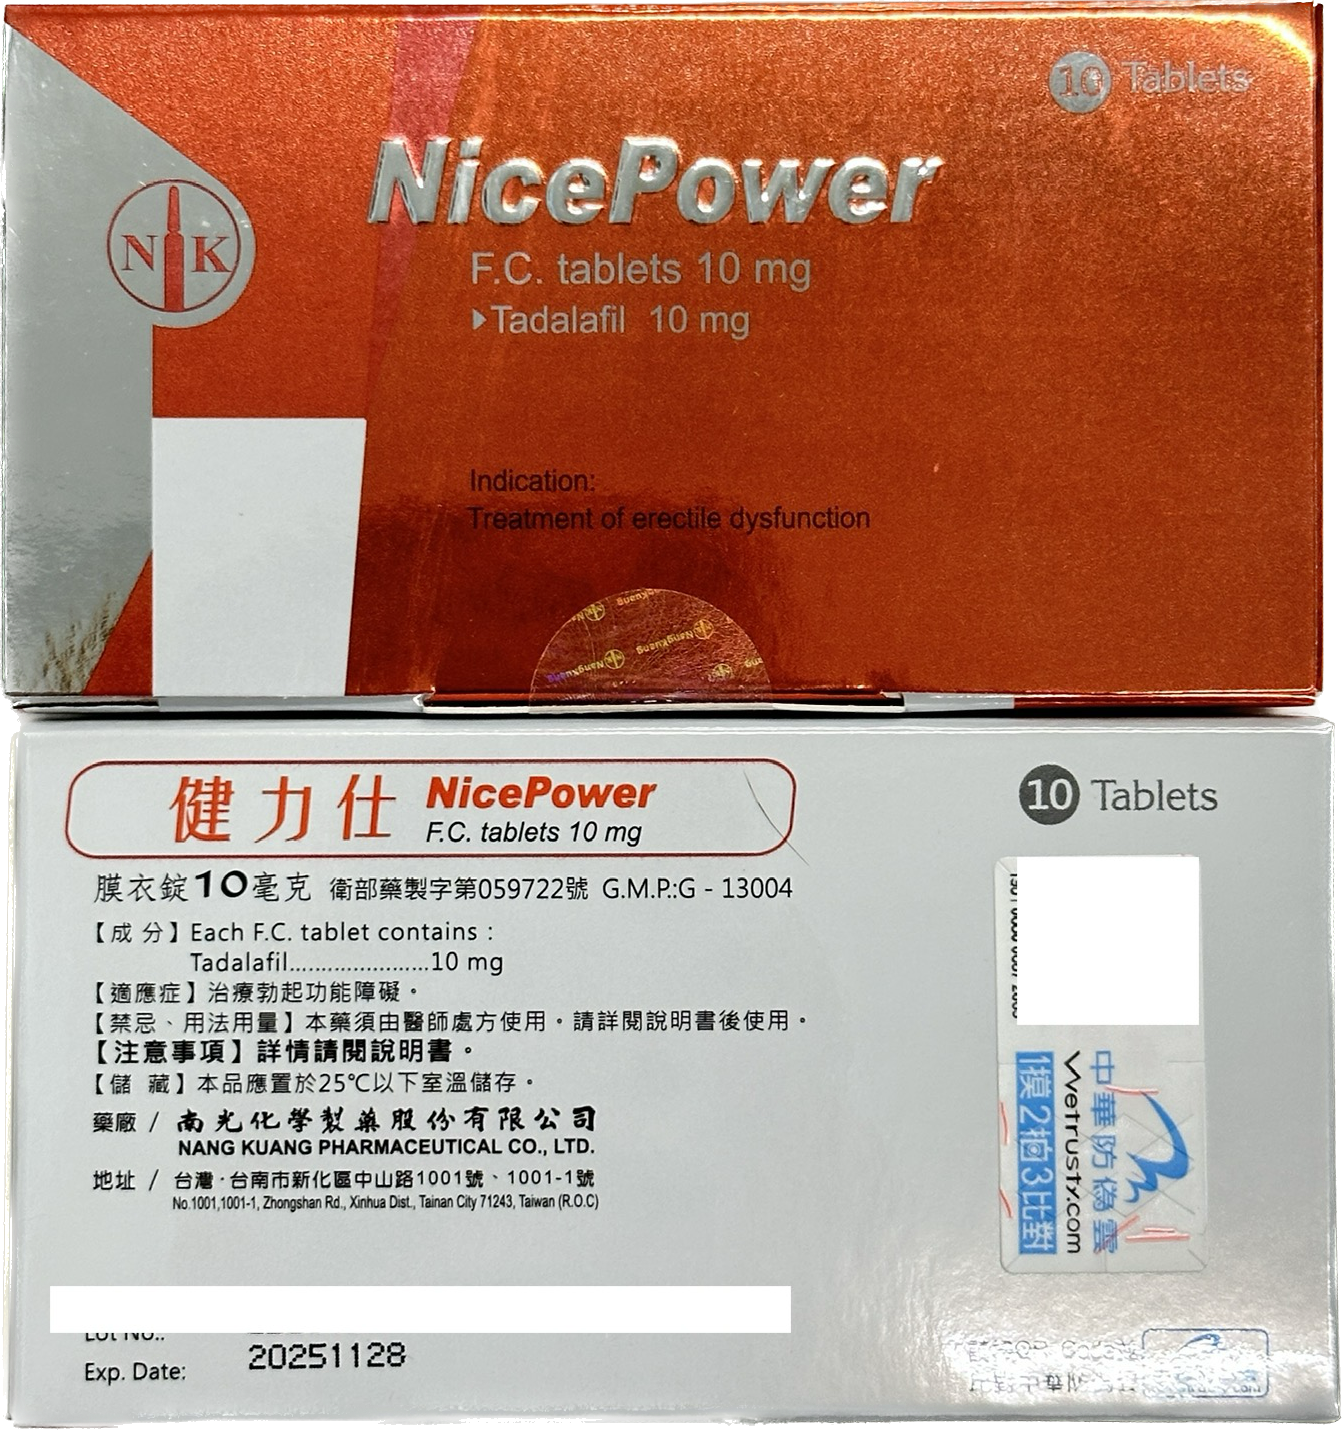 10 Tablets
NicePower
N K
F.C. tablets 10 mg
▶Tadalafil 10 mg
Indication:
Treatment of erectile dysfunction
NangKuang
NangKuang
健力仕 NicePower
F.C. tablets 10 mg
10 Tablets
膜衣錠10毫克 衛部藥製字第059722號 G.M.P.:G - 13004
【成 分】Each F.C. tablet contains :
Tadalafil......................10 mg
【適應症】治療勃起功能障礙。
【禁忌、用法用量】本藥須由醫師處方使用。請詳閱說明書後使用。
【注意事項】詳情請閱說明書。
【儲 藏】本品應置於25℃以下室溫儲存。
藥廠 / 南光化學製藥股份有限公司
NANG KUANG PHARMACEUTICAL CO., LTD.
地址 / 台灣·台南市新化區中山路1001號、1001-1號
No.1001,1001-1, Zhongshan Rd., Xinhua Dist., Tainan City 71243, Taiwan (R.O.C)
中華防偽雲
Wetrustx.com
1摸2拍3比對
Lot No.:
Exp. Date: 20251128